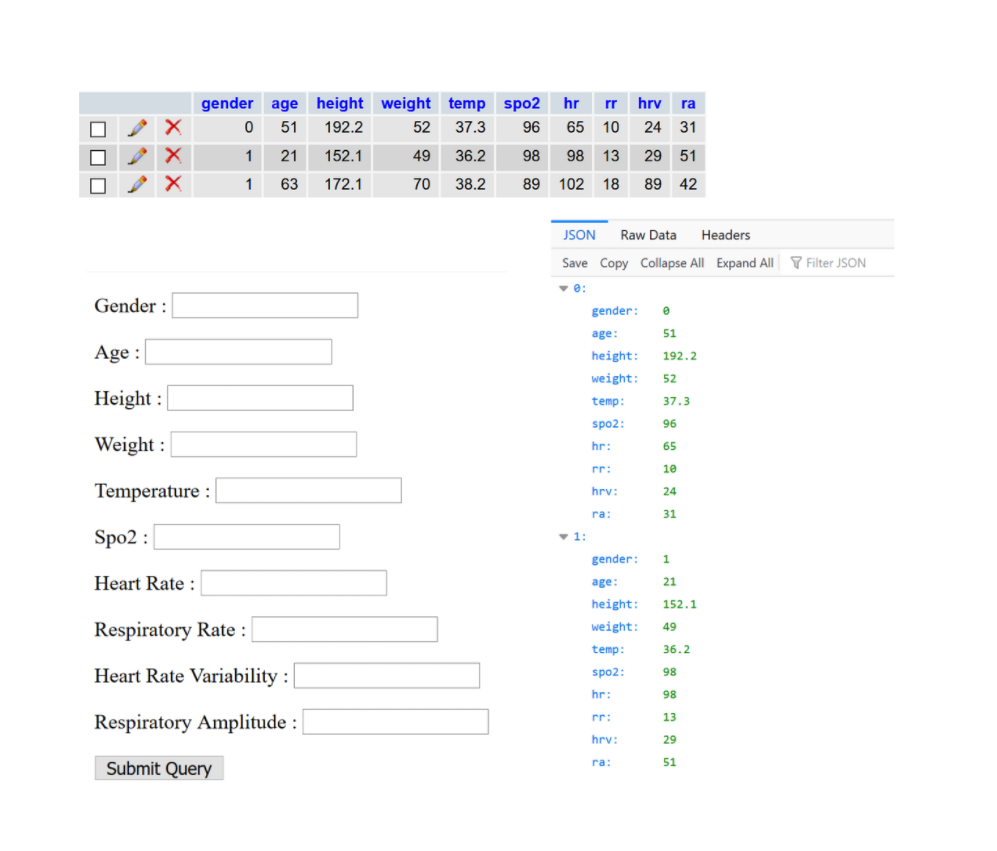 gender age height weight temp spo2 hr rr hrv ra
0 51 192.2 52 37.3 96 65 10 24 31
1 21 152.1 49 36.2 98 98 13 29 51
1 63 172.1 70 38.2 89 102 18 89 42
Gender :
Age :
Height :
Weight :
Temperature :
Spo2 :
Heart Rate :
Respiratory Rate :
Heart Rate Variability :
Respiratory Amplitude :
Submit Query
JSON Raw Data Headers
Save Copy Collapse All Expand All Filter JSON
0:
gender: 0
age: 51
height: 192.2
weight: 52
temp: 37.3
spo2: 96
hr: 65
rr: 10
hrv: 24
ra: 31
1:
gender: 1
age: 21
height: 152.1
weight: 49
temp: 36.2
spo2: 98
hr: 98
rr: 13
hrv: 29
ra: 51